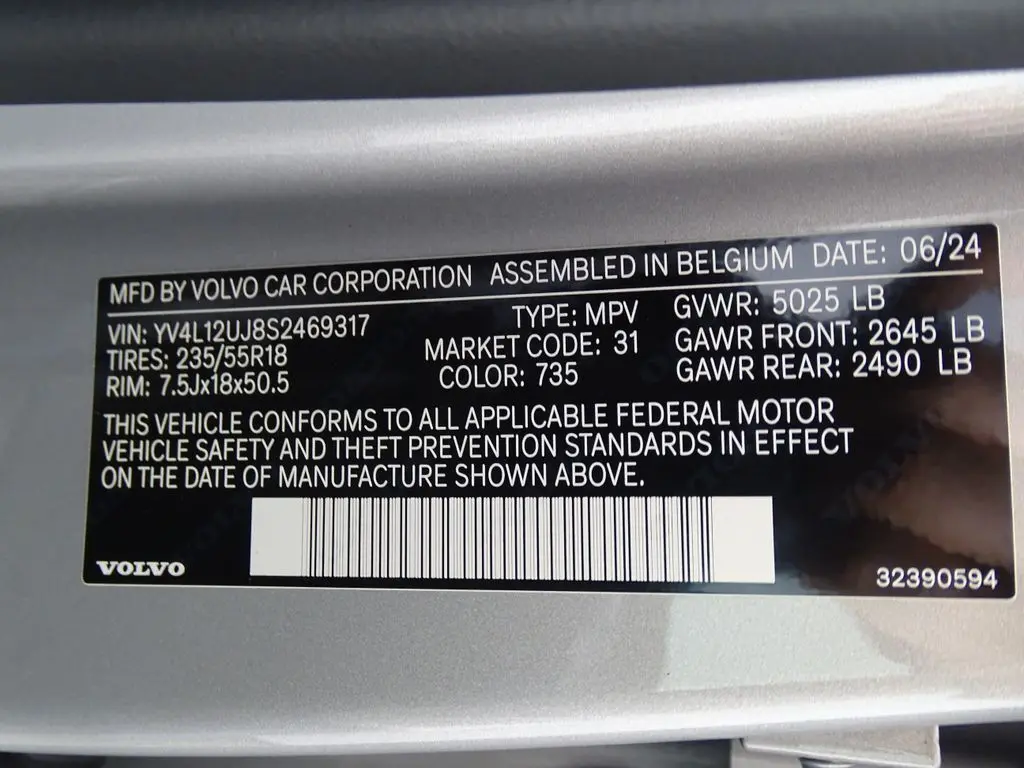 MFD BY VOLVO CAR CORPORATION ASSEMBLED IN BELGIUM DATE: 06/24
VIN: YV4L12UJ8S2469317 TYPE: MPV GVWR: 5025 LB
TIRES: 235/55R18 MARKET CODE: 31 GAWR FRONT: 2645 LB
RIM: 7.5Jx18x50.5 COLOR: 735 GAWR REAR: 2490 LB
THIS VEHICLE CONFORMS TO ALL APPLICABLE FEDERAL MOTOR
VEHICLE SAFETY AND THEFT PREVENTION STANDARDS IN EFFECT
ON THE DATE OF MANUFACTURE SHOWN ABOVE.
VOLVO 32390594